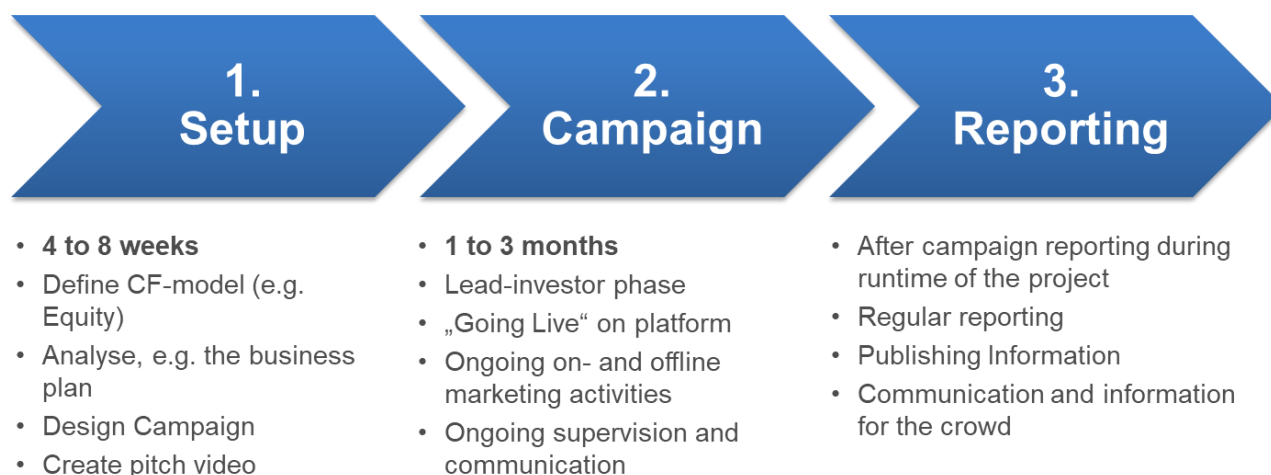 1.
Setup
2.
Campaign
3.
Reporting
• 4 to 8 weeks
• Define CF-model (e.g.
Equity)
• Analyse, e.g. the business
plan
• Design Campaign
• Create pitch video
• 1 to 3 months
• Lead-investor phase
• „Going Live“ on platform
• Ongoing on- and offline
marketing activities
• Ongoing supervision and
communication
• After campaign reporting during
runtime of the project
• Regular reporting
• Publishing Information
• Communication and information
for the crowd